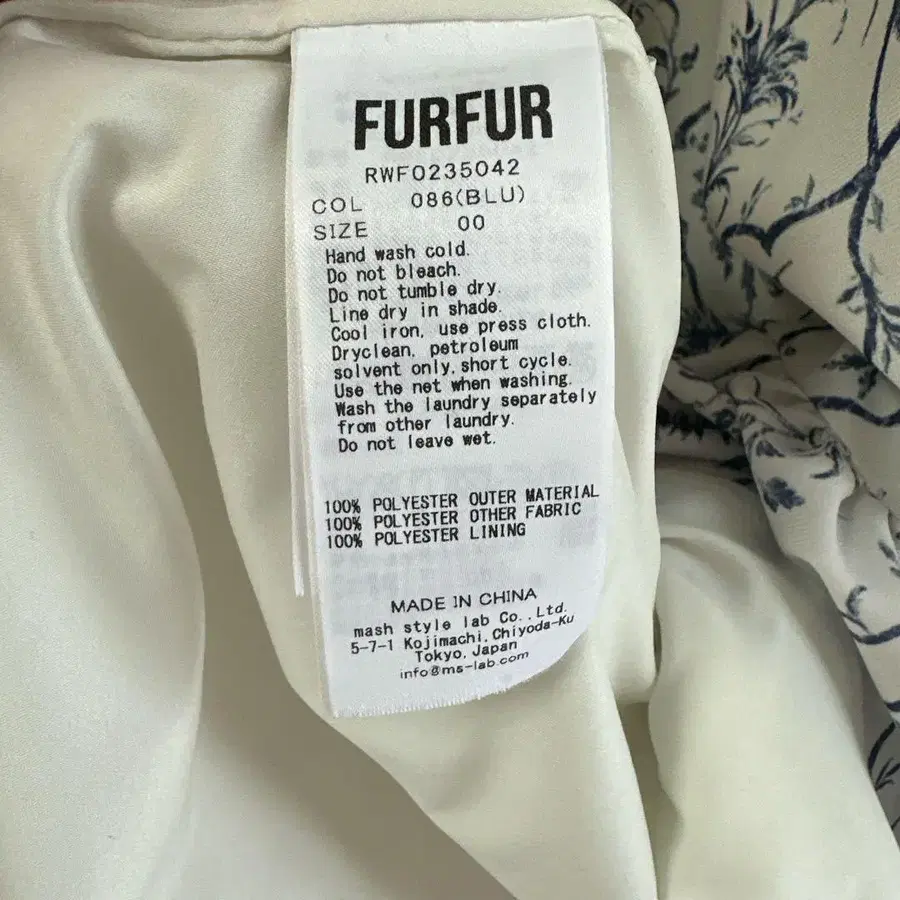 FURFUR
RWF0235042
COL 086(BLU)
SIZE 00
Hand wash cold.
Do not bleach.
Do not tumble dry.
Line dry in shade.
Cool iron, use press cloth.
Dryclean, petroleum
solvent only, short cycle.
Use the net when washing.
Wash the laundry separately
from other laundry.
Do not leave wet.
100% POLYESTER OUTER MATERIAL
100% POLYESTER OTHER FABRIC
100% POLYESTER LINING
MADE IN CHINA
mash style lab Co., Ltd.
5-7-1 Kojimachi, Chiyoda-Ku
Tokyo, Japan
info@ms-lab.com